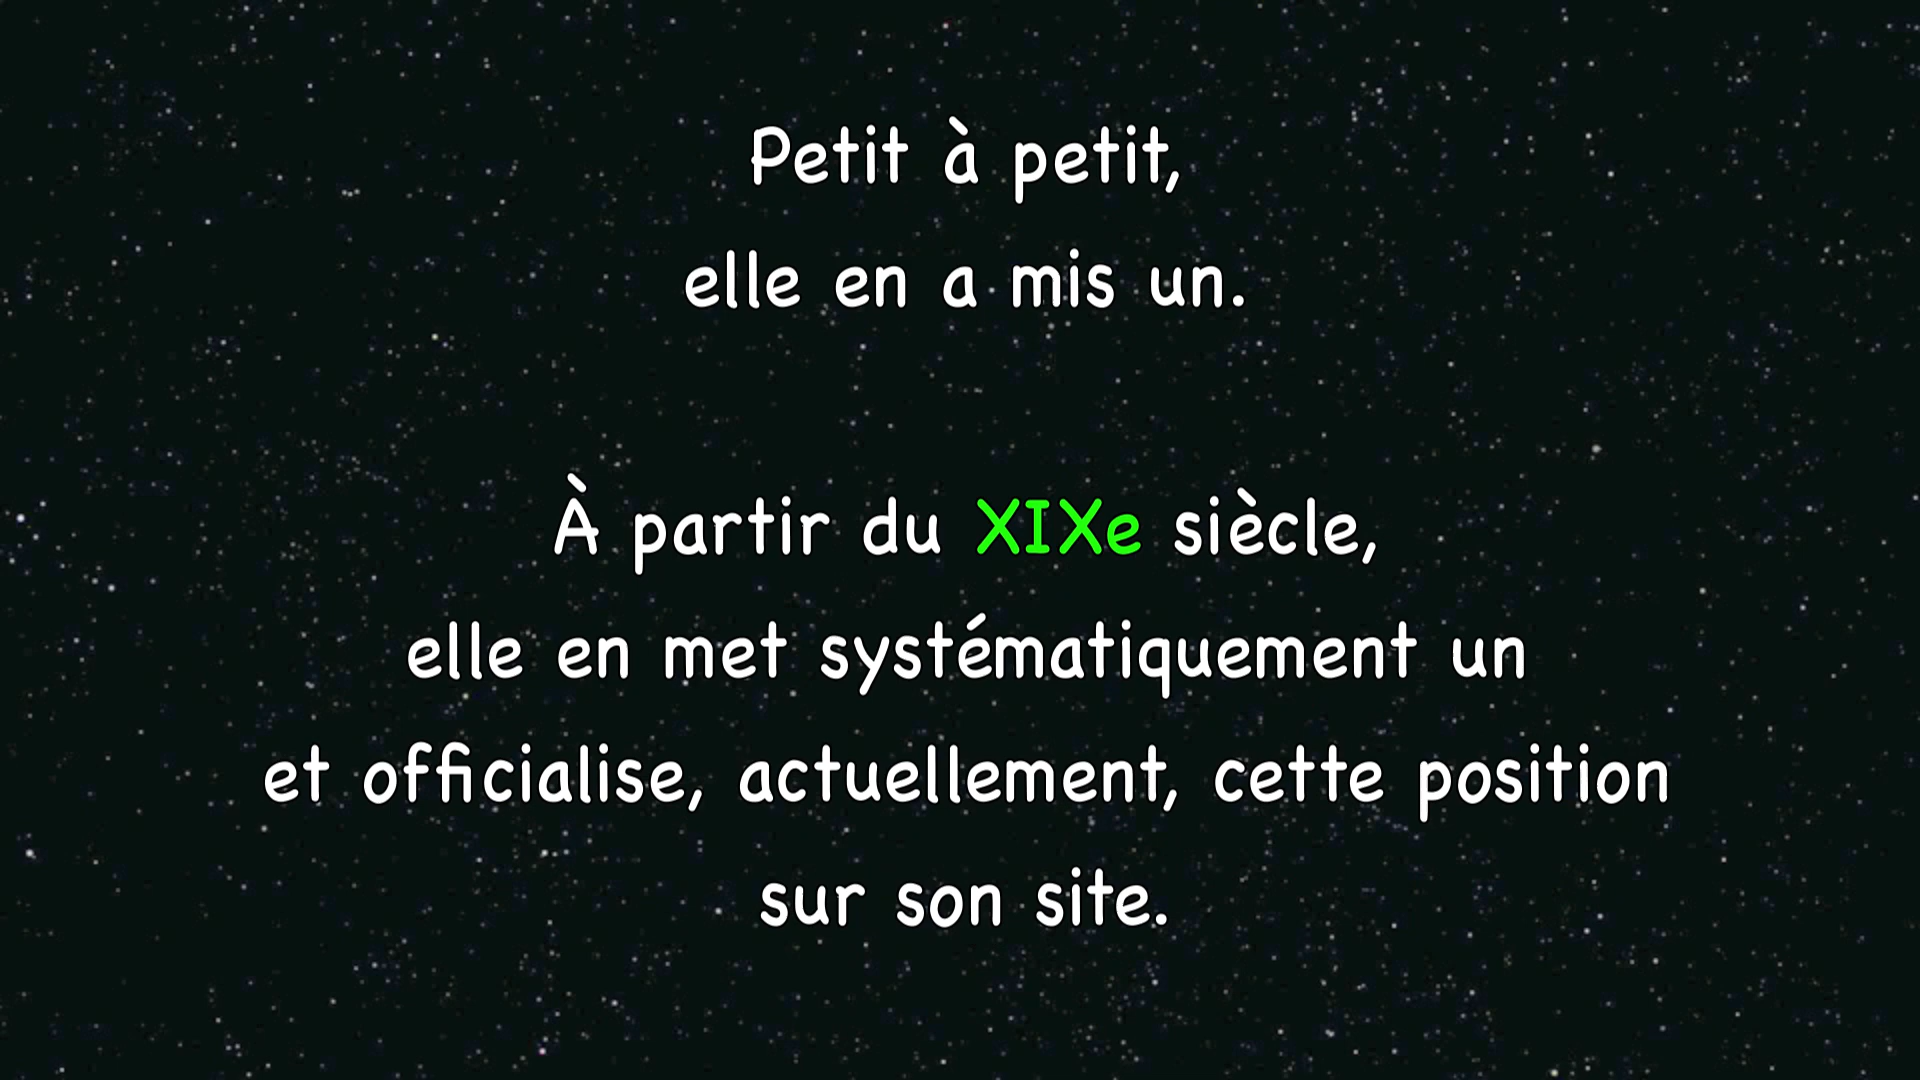 Petit à petit,
elle en a mis un.
À partir du XIXe siècle,
elle en met systématiquement un
et officialise, actuellement, cette position
sur son site.